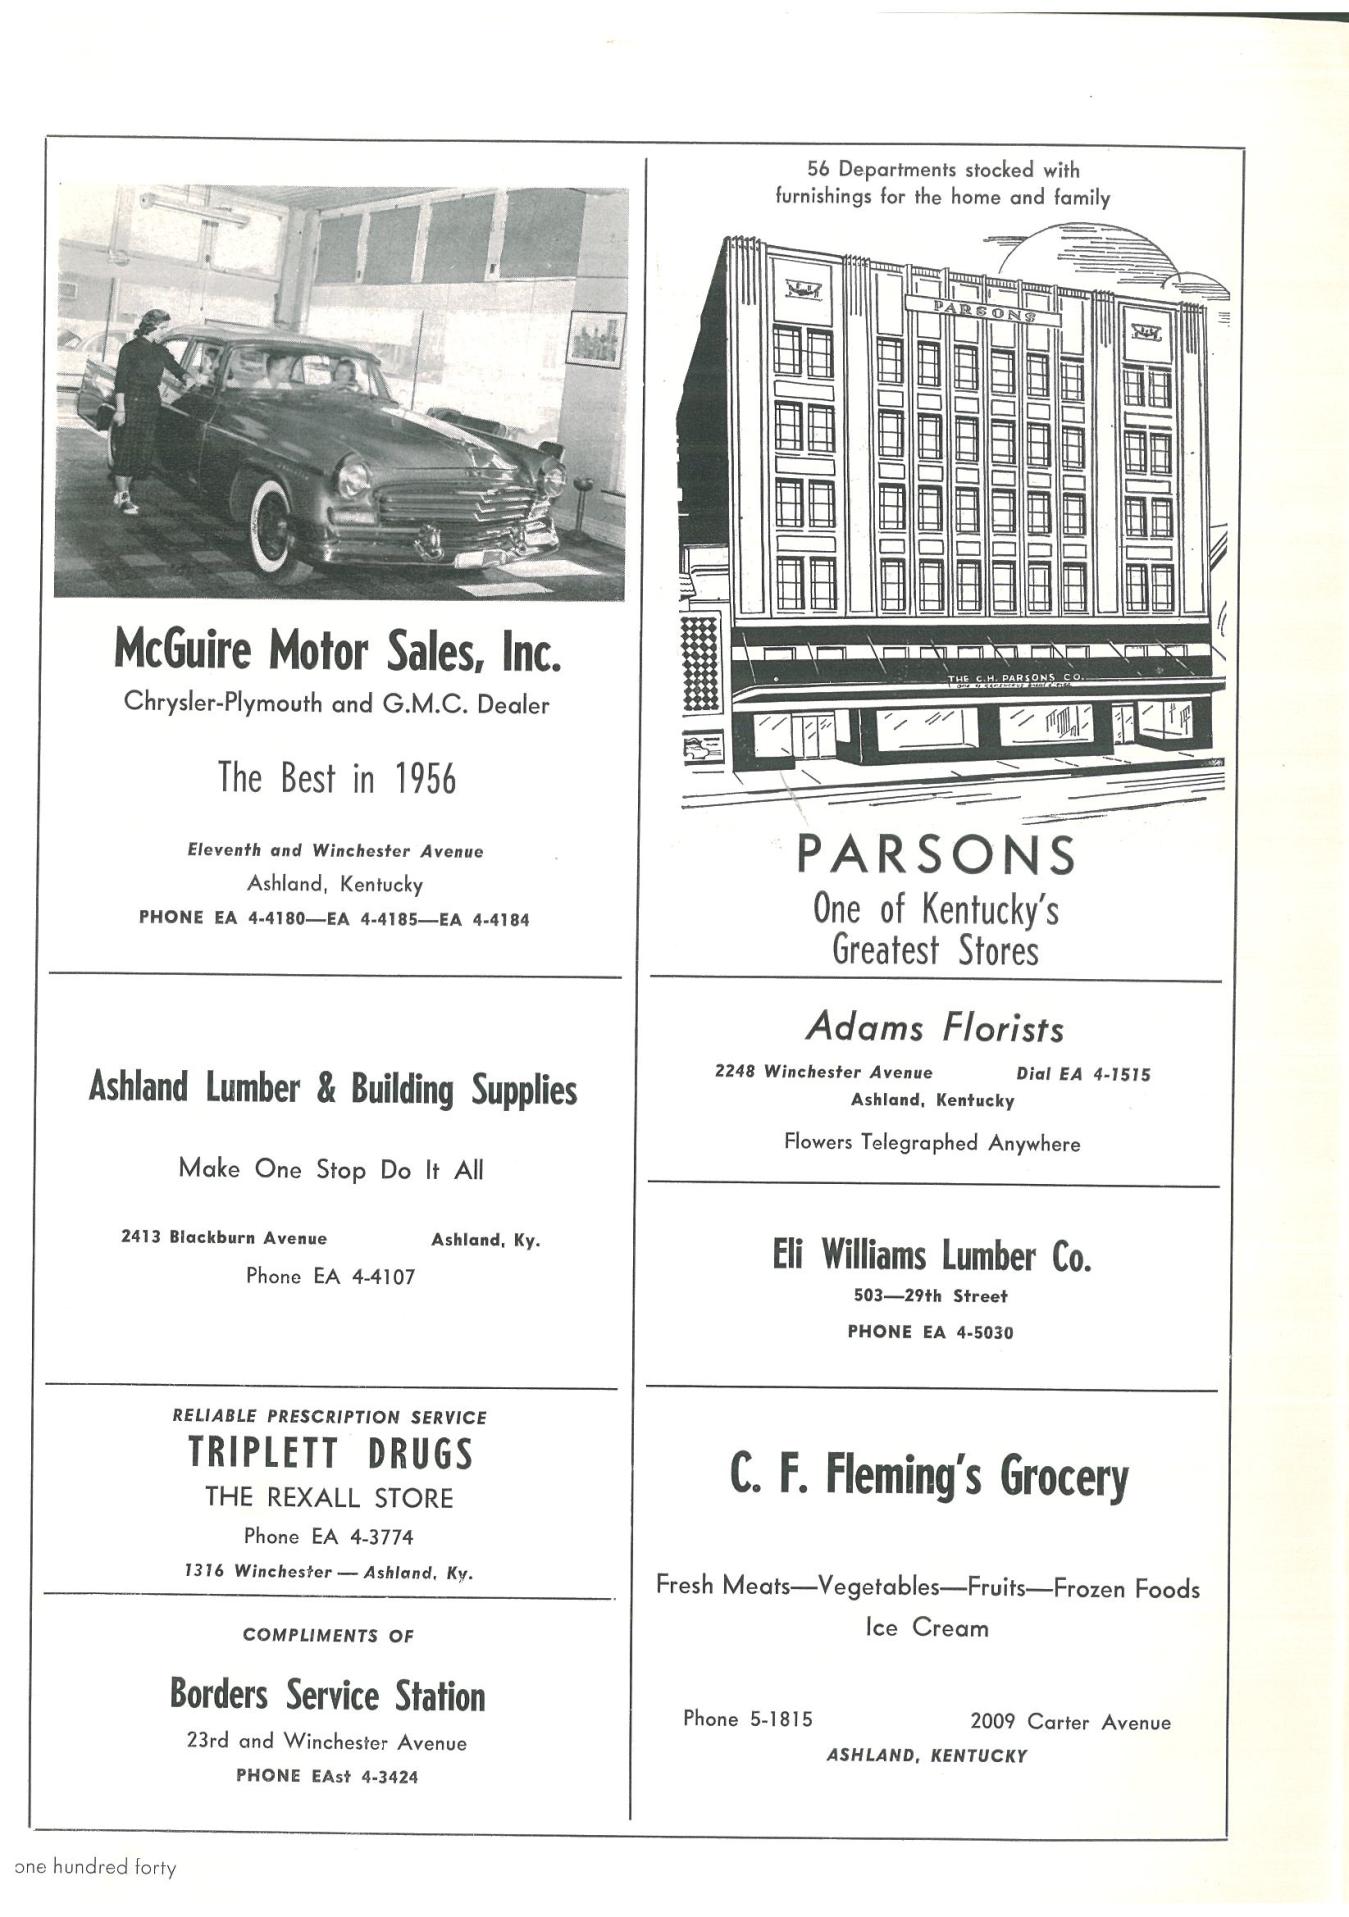 McGuire Motor Sales, Inc.
Chrysler-Plymouth and G.M.C. Dealer
The Best in 1956
Eleventh and Winchester Avenue
Ashland, Kentucky
PHONE EA 4-4180—EA 4-4185—EA 4-4184
Ashland Lumber & Building Supplies
Make One Stop Do It All
2413 Blackburn Avenue Ashland, Ky.
Phone EA 4-4107
RELIABLE PRESCRIPTION SERVICE
TRIPLETT DRUGS
THE REXALL STORE
Phone EA 4-3774
1316 Winchester — Ashland, Ky.
COMPLIMENTS OF
Borders Service Station
23rd and Winchester Avenue
PHONE EAst 4-3424
56 Departments stocked with
furnishings for the home and family
PARSONS
THE C.H. PARSONS CO.
PARSONS
One of Kentucky's
Greatest Stores
Adams Florists
2248 Winchester Avenue Dial EA 4-1515
Ashland, Kentucky
Flowers Telegraphed Anywhere
Eli Williams Lumber Co.
503—29th Street
PHONE EA 4-5030
C. F. Fleming's Grocery
Fresh Meats—Vegetables—Fruits—Frozen Foods
Ice Cream
Phone 5-1815 2009 Carter Avenue
ASHLAND, KENTUCKY
one hundred forty